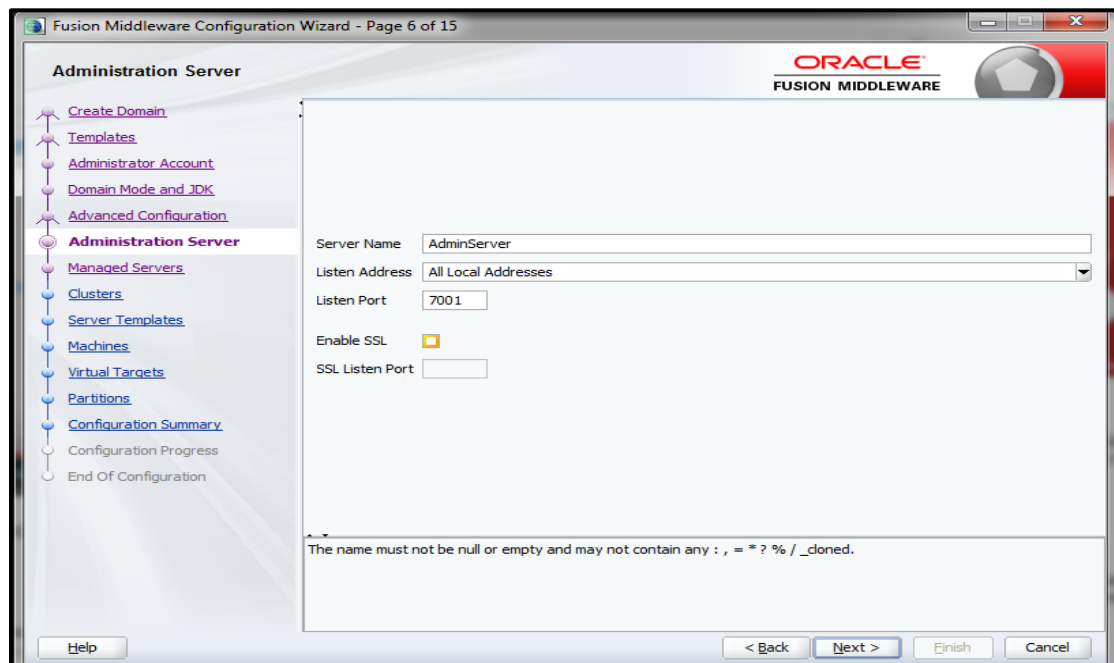 Fusion Middleware Configuration Wizard - Page 6 of 15
Administration Server
ORACLE
FUSION MIDDLEWARE
Create Domain
Templates
Administrator Account
Domain Mode and JDK
Advanced Configuration
Administration Server
Managed Servers
Clusters
Server Templates
Machines
Virtual Targets
Partitions
Configuration Summary
Configuration Progress
End Of Configuration
Server Name AdminServer
Listen Address All Local Addresses
Listen Port 7001
Enable SSL
SSL Listen Port
The name must not be null or empty and may not contain any : , = * ? % / _cloned.
Help < Back Next > Finish Cancel